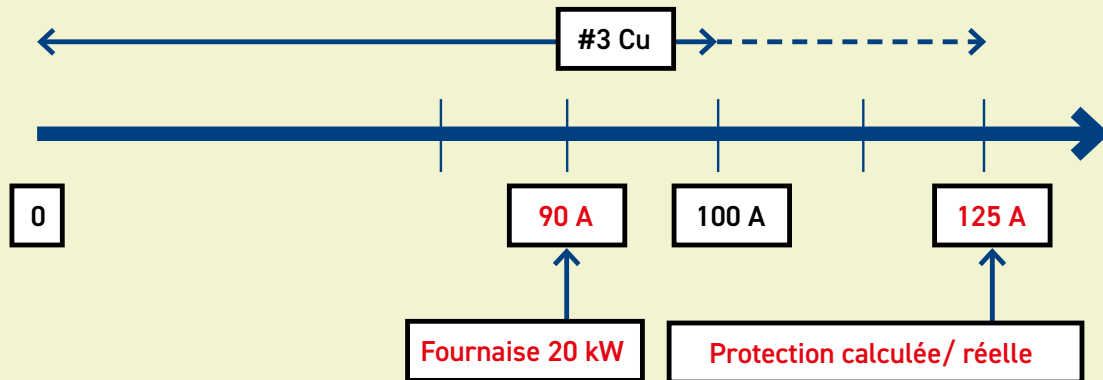 #3 Cu
0
90 A
100 A
125 A
Fournaise 20 kW
Protection calculée/ réelle